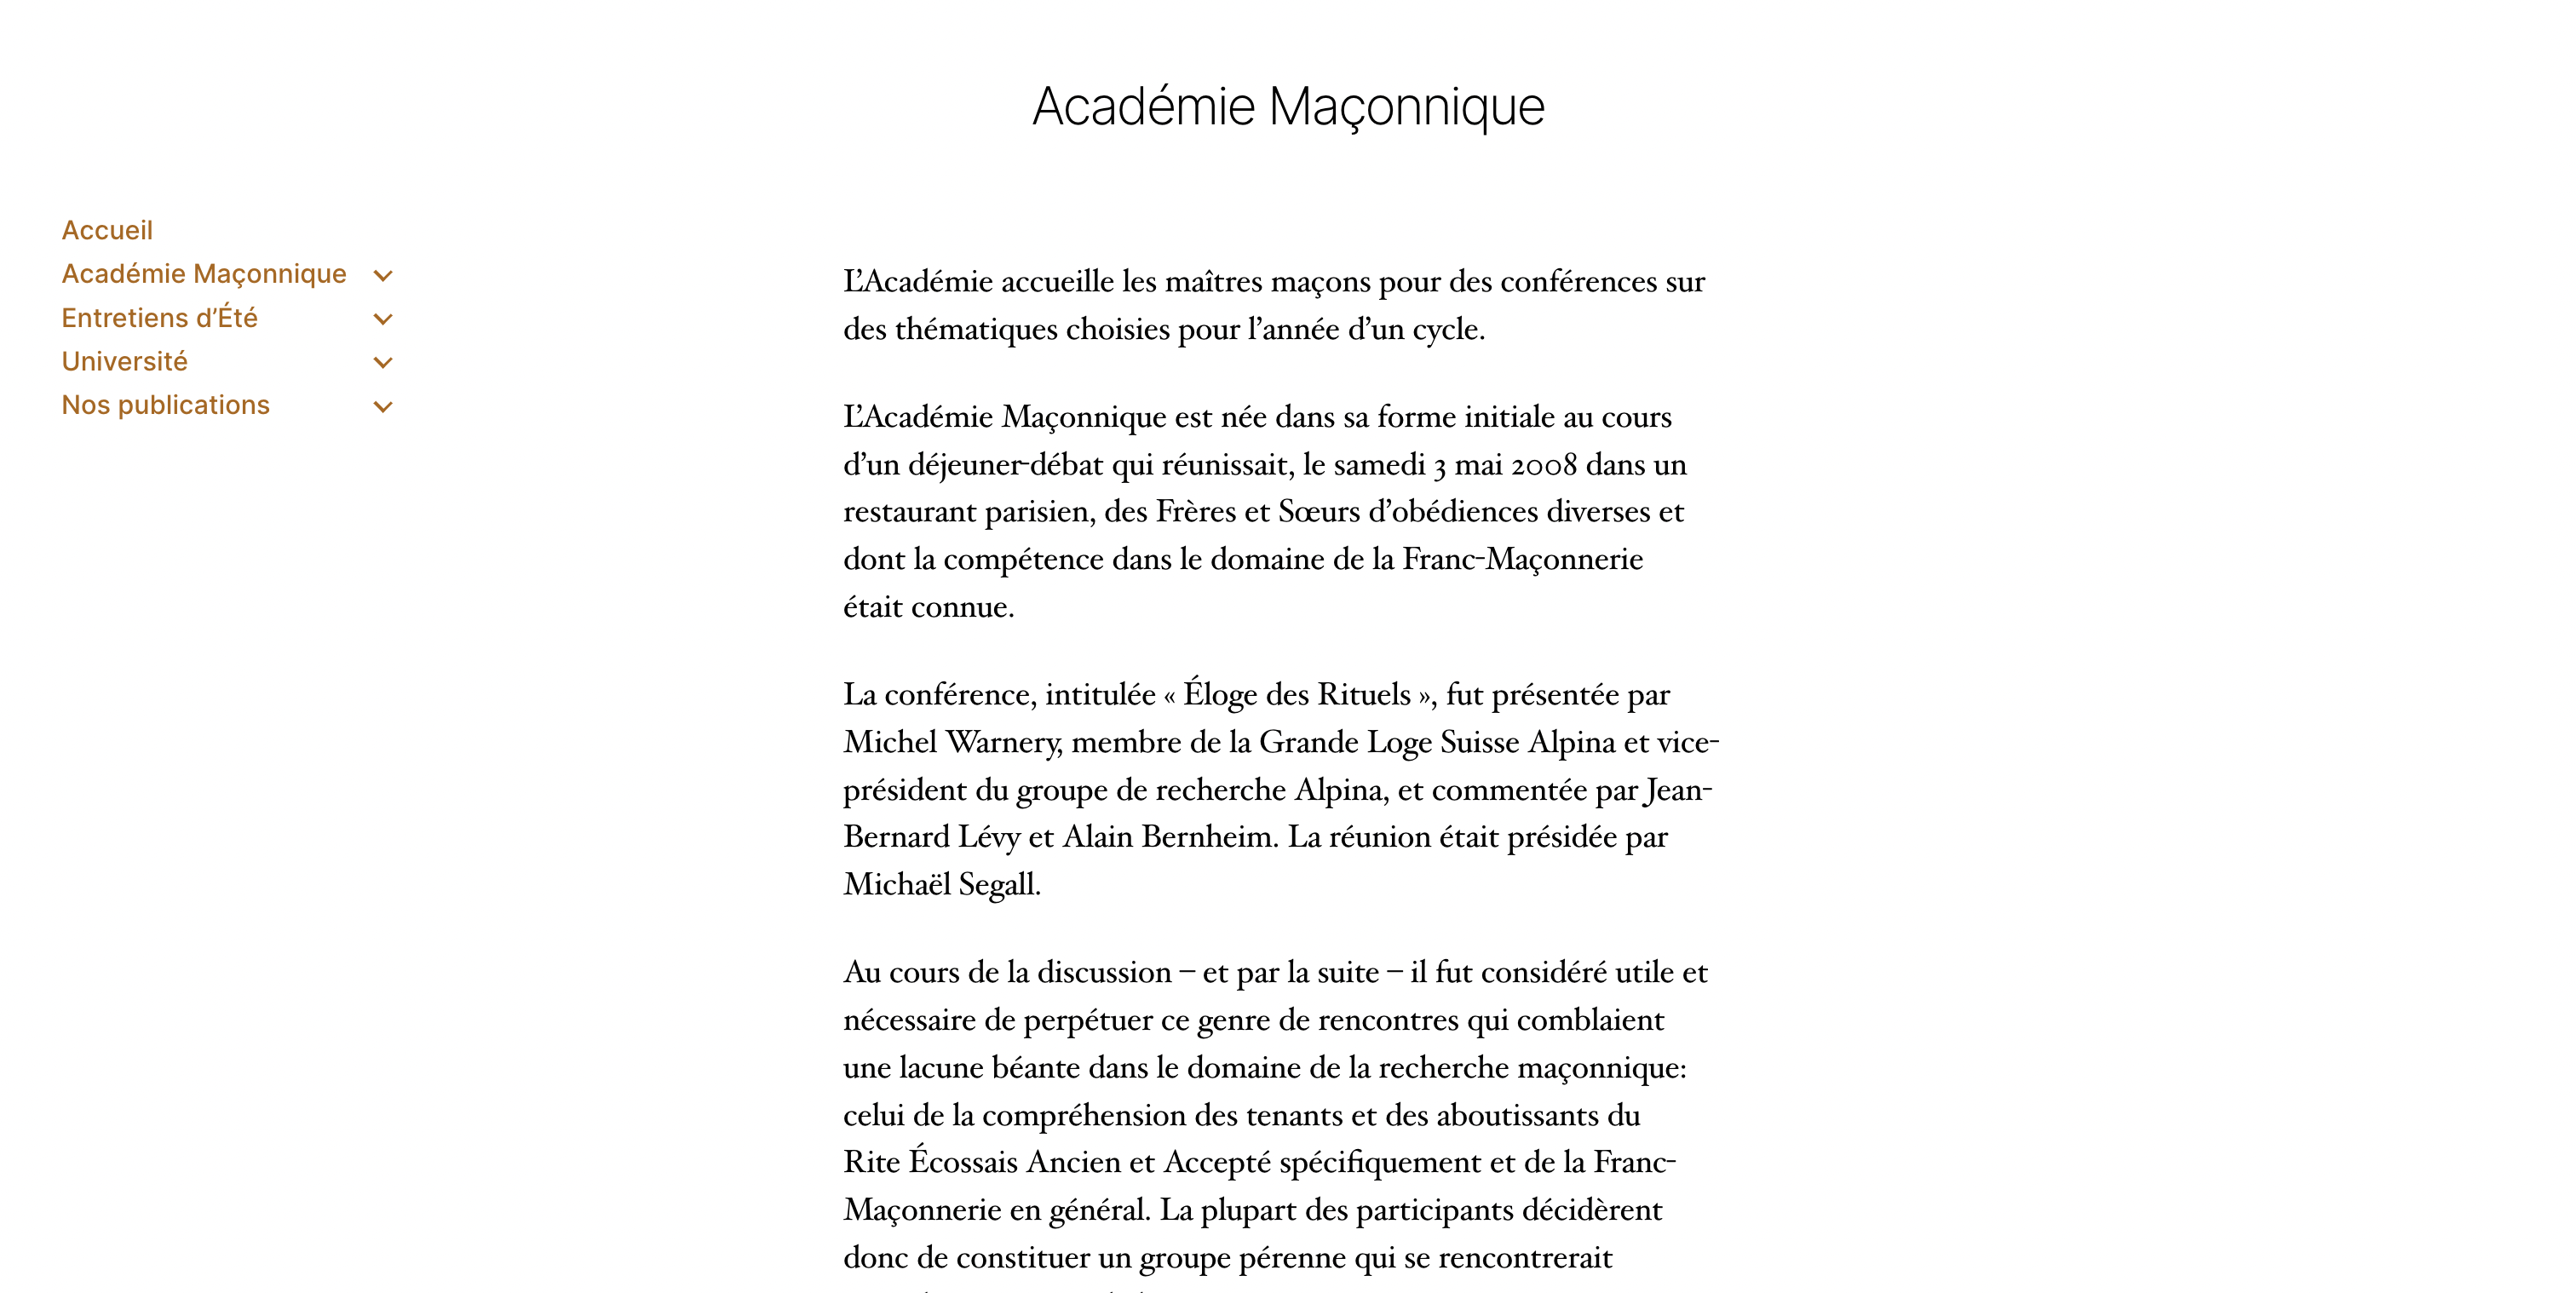 Académie Maçonnique
Accueil
Académie Maçonnique
Entretiens d’Été
Université
Nos publications
L’Académie accueille les maîtres maçons pour des conférences sur
des thématiques choisies pour l’année d’un cycle.
L’Académie Maçonnique est née dans sa forme initiale au cours
d’un déjeuner-débat qui réunissait, le samedi 3 mai 2008 dans un
restaurant parisien, des Frères et Sœurs d’obédiences diverses et
dont la compétence dans le domaine de la Franc-Maçonnerie
était connue.
La conférence, intitulée « Éloge des Rituels », fut présentée par
Michel Warnery, membre de la Grande Loge Suisse Alpina et vice-
président du groupe de recherche Alpina, et commentée par Jean-
Bernard Lévy et Alain Bernheim. La réunion était présidée par
Michaël Segall.
Au cours de la discussion – et par la suite – il fut considéré utile et
nécessaire de perpétuer ce genre de rencontres qui comblaient
une lacune béante dans le domaine de la recherche maçonnique:
celui de la compréhension des tenants et des aboutissants du
Rite Écossais Ancien et Accepté spécifiquement et de la Franc-
Maçonnerie en général. La plupart des participants décidèrent
donc de constituer un groupe pérenne qui se rencontrerait